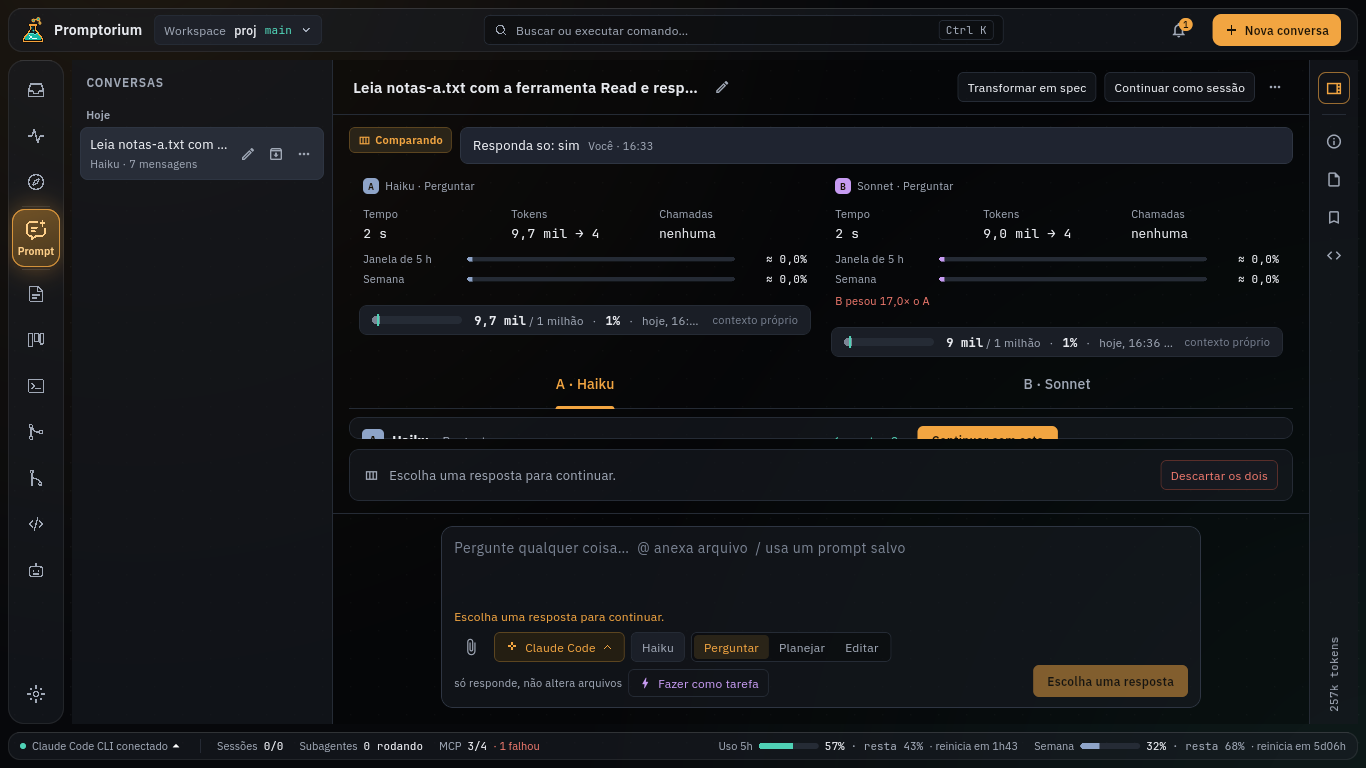 Promptorium
Workspace proj main
Buscar ou executar comando... Ctrl K
1
Nova conversa
CONVERSAS
Hoje
Leia notas-a.txt com ...
Haiku · 7 mensagens
Prompt
Leia notas-a.txt com a ferramenta Read e resp...
Transformar em spec
Continuar como sessão
Comparando
Responda so: sim Você · 16:33
A Haiku · Perguntar
Tempo Tokens Chamadas
2 s 9,7 mil → 4 nenhuma
Janela de 5 h ≈ 0,0%
Semana ≈ 0,0%
9,7 mil / 1 milhão · 1% · hoje, 16:... contexto próprio
B Sonnet · Perguntar
Tempo Tokens Chamadas
2 s 9,0 mil → 4 nenhuma
Janela de 5 h ≈ 0,0%
Semana ≈ 0,0%
B pesou 17,0× o A
9 mil / 1 milhão · 1% · hoje, 16:36 ... contexto próprio
A · Haiku
B · Sonnet
Escolha uma resposta para continuar.
Descartar os dois
Pergunte qualquer coisa... @ anexa arquivo / usa um prompt salvo
Escolha uma resposta para continuar.
Claude Code Haiku Perguntar Planejar Editar
só responde, não altera arquivos Fazer como tarefa
Escolha uma resposta
257k tokens
Claude Code CLI conectado Sessões 0/0 Subagentes 0 rodando MCP 3/4 · 1 falhou Uso 5h 57% · resta 43% · reinicia em 1h43 Semana 32% · resta 68% · reinicia em 5d06h